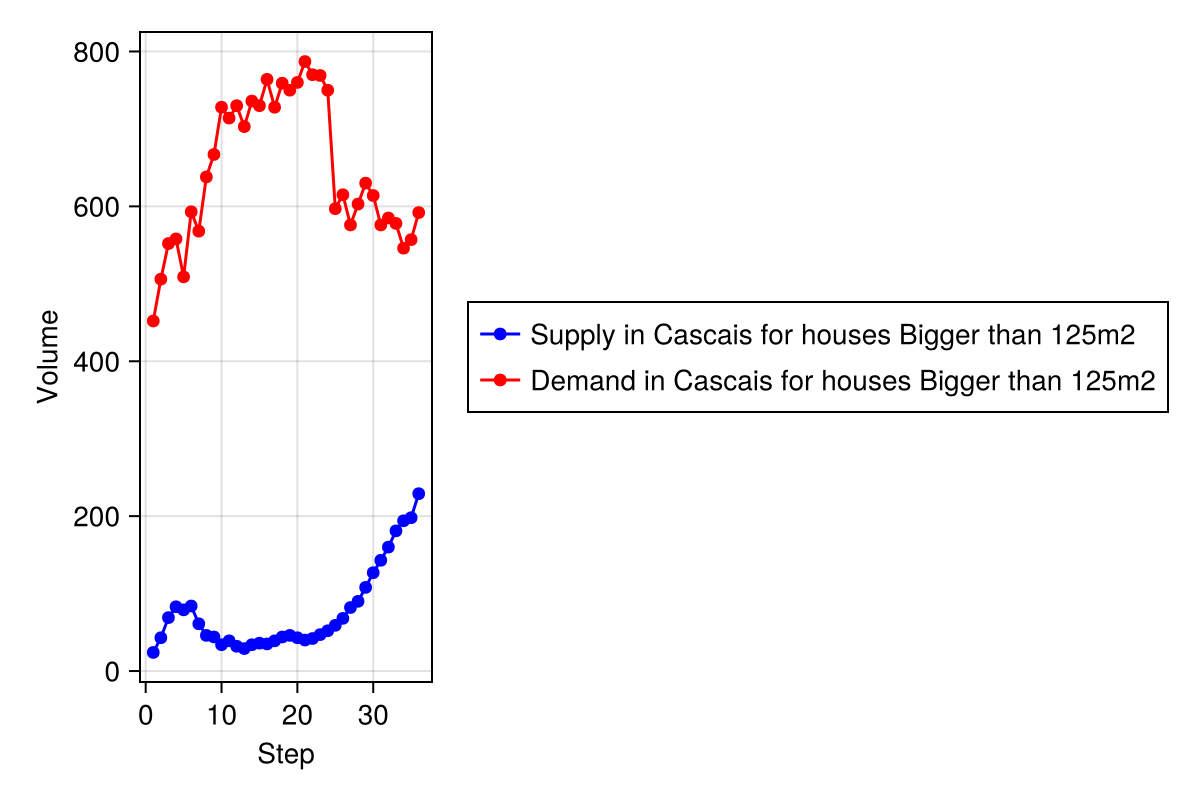 800
600
400
200
0
Volume
0 10 20 30
Step
Supply in Cascais for houses Bigger than 125m2
Demand in Cascais for houses Bigger than 125m2